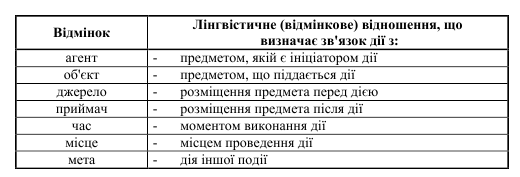 Відмінок
Лінгвістичне (відмінкове) відношення, що
визначає зв'язок дії з:
агент - предметом, якій є ініціатором дії
об'єкт - предметом, що піддається дії
джерело - розміщення предмета перед дією
приймач - розміщення предмета після дії
час - моментом виконання дії
місце - місцем проведення дії
мета - дія іншої події